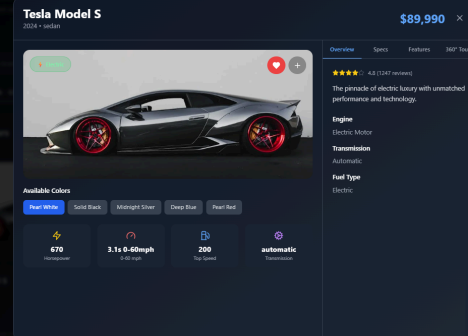 Tesla Model S
2024 • sedan
$89,990
Overview
Specs
Features
360° Tou
4.8 (1247 reviews)
The pinnacle of electric luxury with unmatched
performance and technology.
Engine
Electric Motor
Transmission
Automatic
Fuel Type
Electric
Available Colors
Pearl White
Solid Black
Midnight Silver
Deep Blue
Pearl Red
670
Horsepower
3.1s 0-60mph
0-60 mph
200
Top Speed
automatic
Transmission